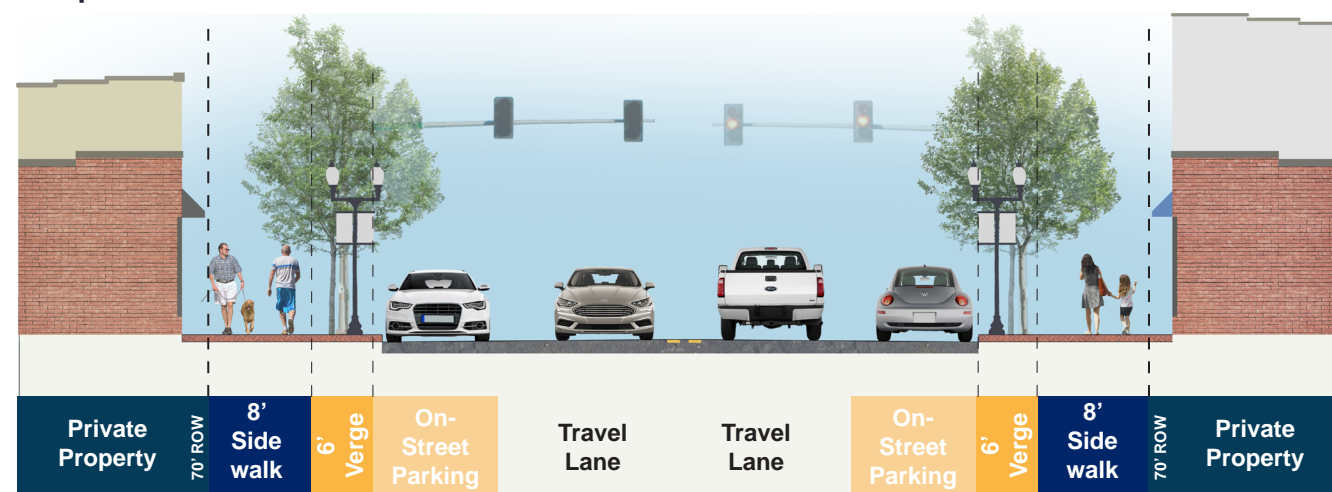 Private
Property
70’ ROW
8’
Side
walk
6’
Verge
On-
Street
Parking
Travel
Lane
Travel
Lane
On-
Street
Parking
6’
Verge
8’
Side
walk
70’ ROW
Private
Property